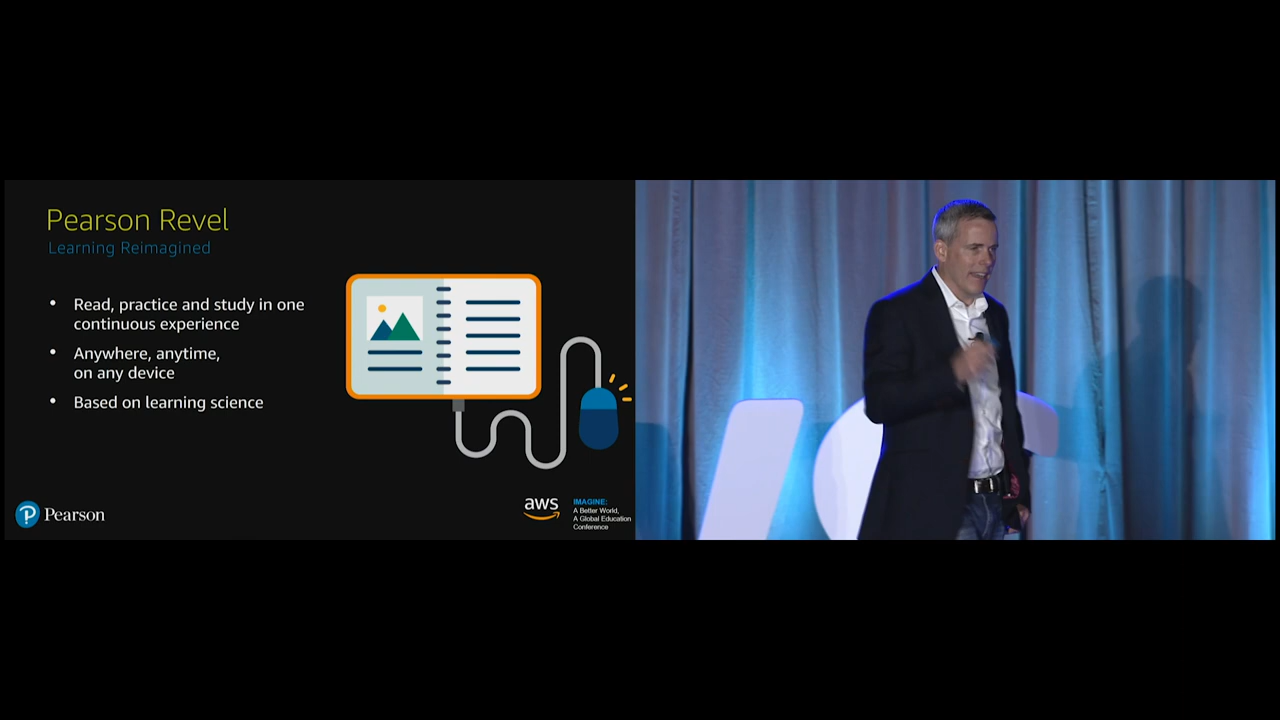 Pearson Revel
Learning Reimagined
• Read, practice and study in one
continuous experience
• Anywhere, anytime,
on any device
• Based on learning science
Pearson
aws
IMAGINE:
A Better World,
A Global Education
Conference